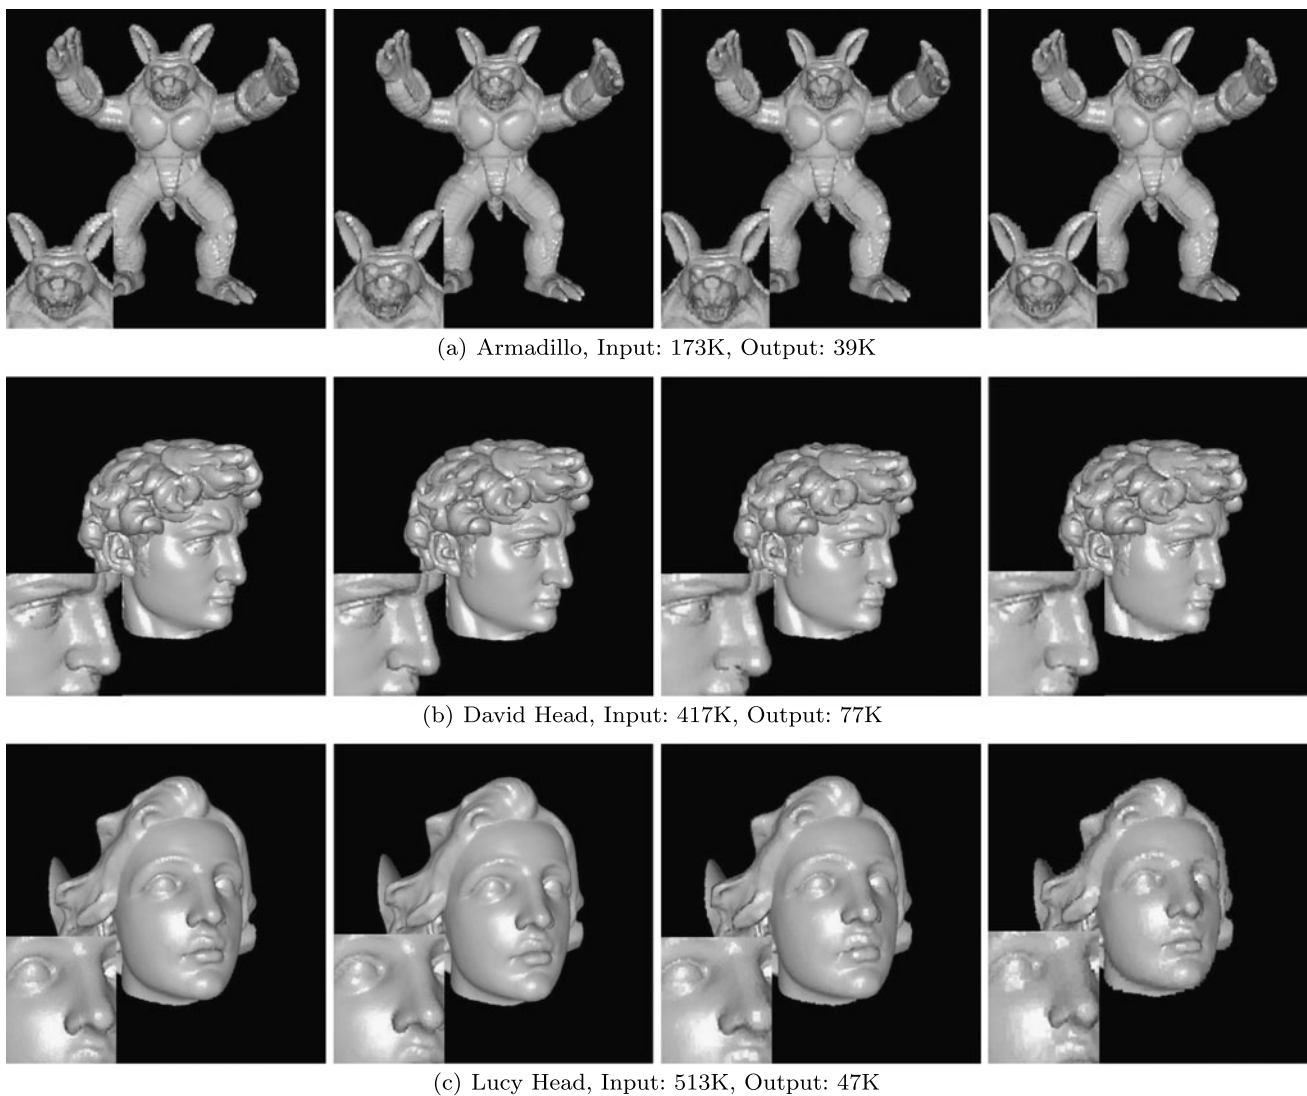 (a) Armadillo, Input: 173K, Output: 39K
(b) David Head, Input: 417K, Output: 77K
(c) Lucy Head, Input: 513K, Output: 47K